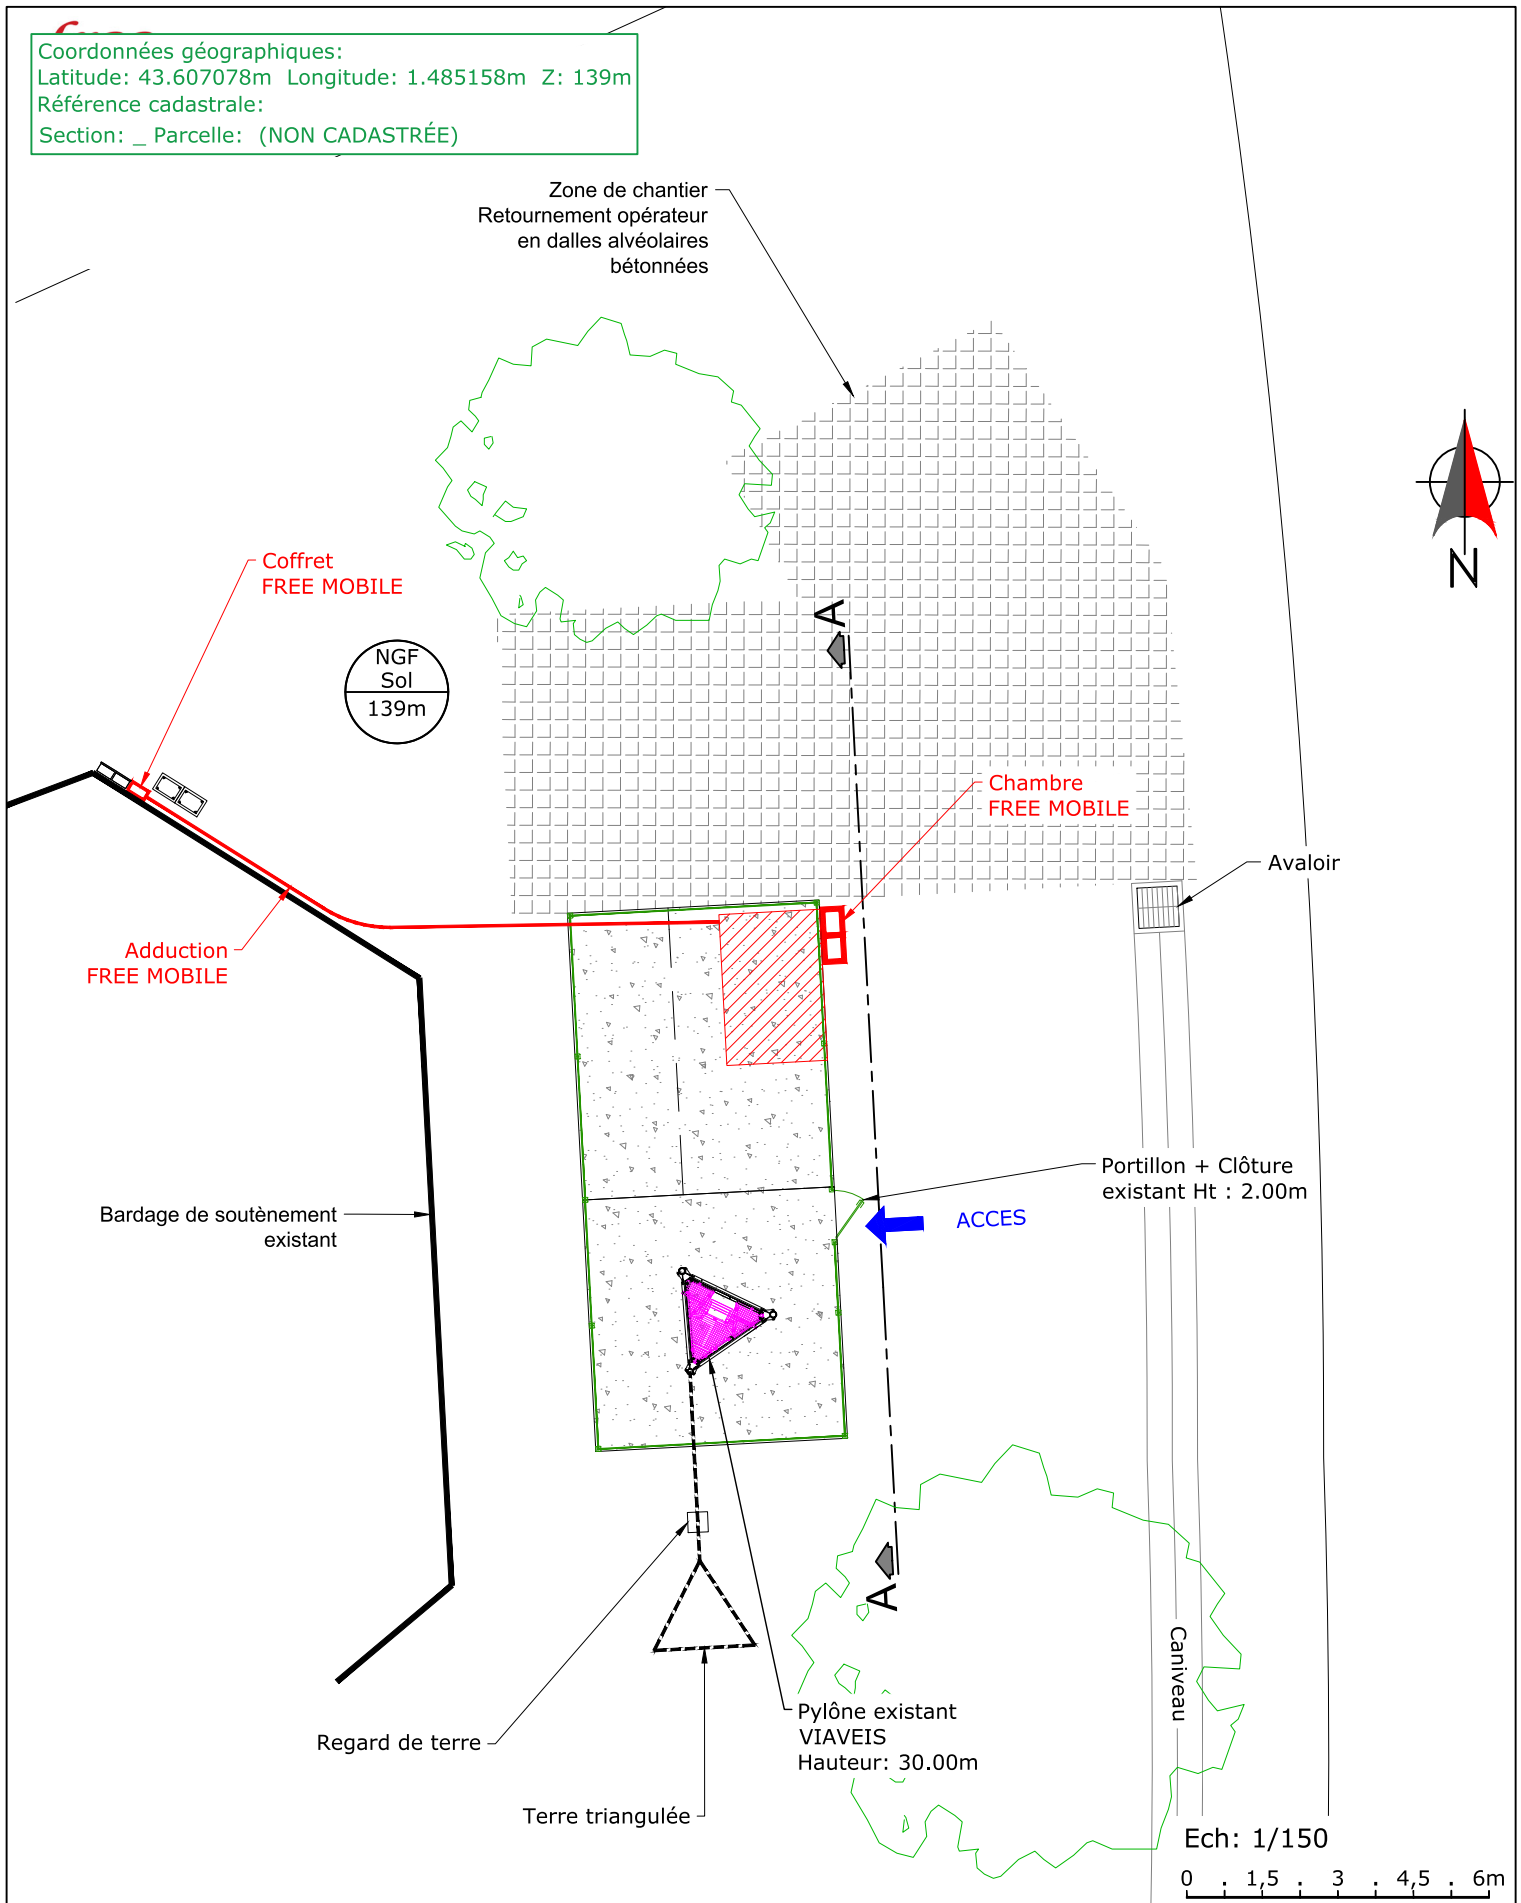 Coordonnées géographiques:
Latitude: 43.607078m Longitude: 1.485158m Z: 139m
Référence cadastrale:
Section: _ Parcelle: (NON CADASTRÉE)
Zone de chantier
Retournement opérateur
en dalles alvéolaires
bétonnées
N
Coffret
FREE MOBILE
A
NGF
Sol
139m
Chambre
FREE MOBILE
Avaloir
Adduction
FREE MOBILE
Portillon + Clôture
existant Ht : 2.00m
ACCES
Bardage de soutènement
existant
A
Caniveau
Pylône existant
VIAVEIS
Hauteur: 30.00m
Regard de terre
Terre triangulée
Ech: 1/150
0 . 1,5 . 3 . 4,5 . 6m